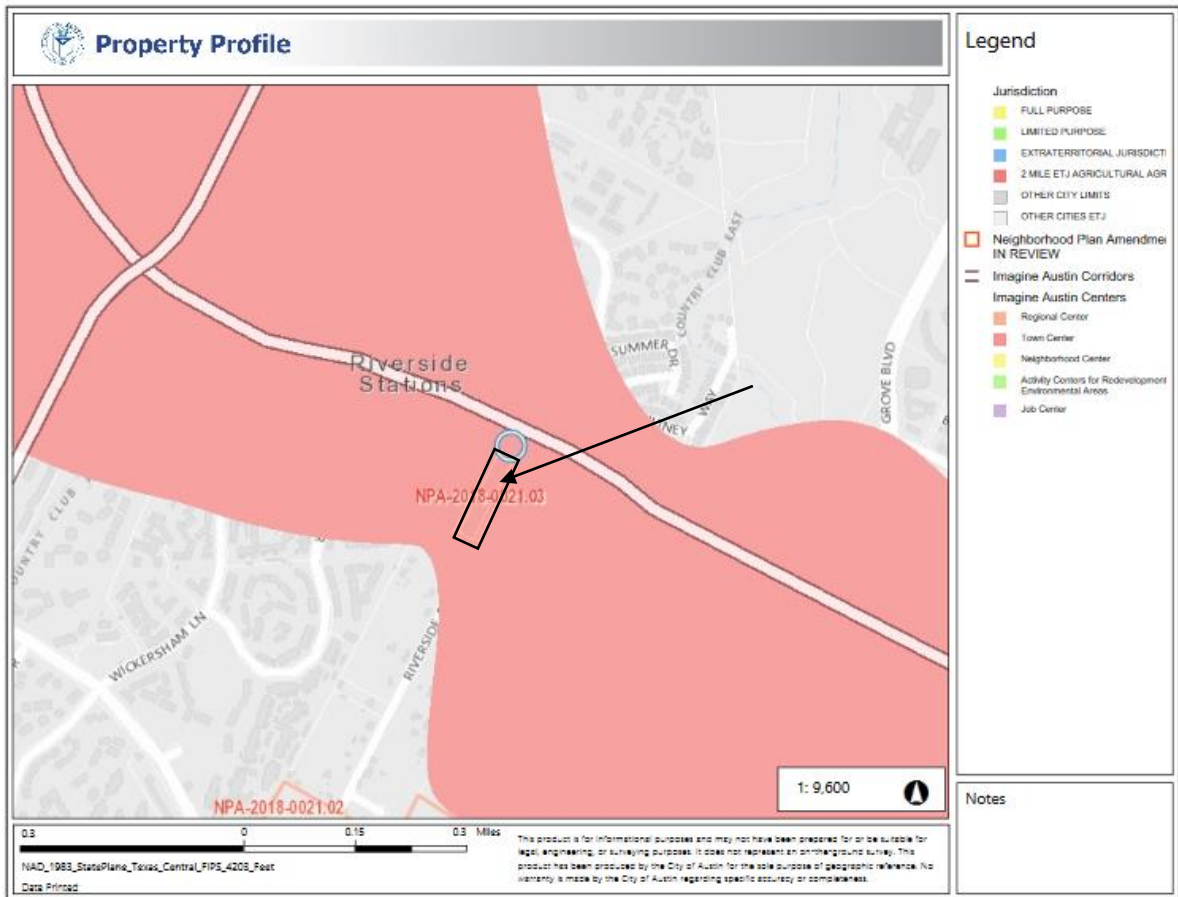 Property Profile
Riverside
Stations
SUMMER
DR.
COUNTRY CLUB EAST
WAY
GROVE BLVD
NPA-2018-0021.03
COUNTRY CLUB
WICKERSHAM LN
RIVERSIDE
NPA-2018-0021.02
1: 9,600
Legend
Jurisdiction
FULL PURPOSE
LIMITED PURPOSE
EXTRATERRITORIAL JURISDICTI
2 MILE ETJ AGRICULTURAL AGR
OTHER CITY LIMITS
OTHER CITIES ETJ
Neighborhood Plan Amendme
IN REVIEW
Imagine Austin Corridors
Imagine Austin Centers
Regional Center
Town Center
Neighborhood Center
Activity Centers for Redevelopment
Environmental Areas
Job Center
Notes
0.3 0 0.15 0.3 Miles
NAD_1983_StatePlane_Texas_Central_FIPS_4203_Feet
Date Printed
This product is for informational purposes and may not have been prepared for or be suitable for
legal, engineering, or surveying purposes. It does not represent an on-the-ground survey. This
product has been produced by the City of Austin for the sole purpose of geographic reference. No
warranty is made by the City of Austin regarding specific accuracy or completeness.